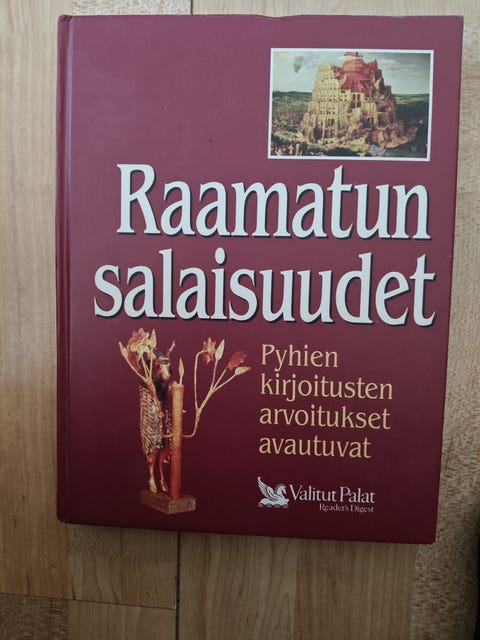 Raamatun
salaisuudet
Pyhien
kirjoitusten
arvoitukset
avautuvat
Valitut Palat
Reader's Digest